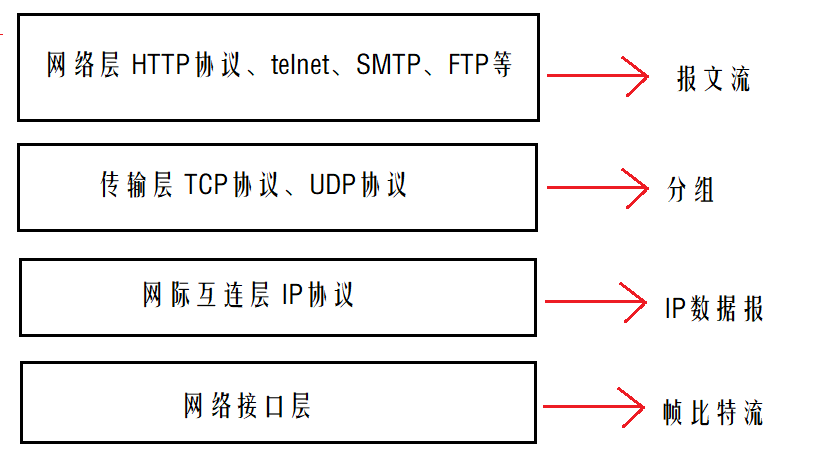 网络层 HTTP协议、telnet、SMTP、FTP等
报文流
传输层 TCP协议、UDP协议
分组
网际互连层 IP协议
IP数据报
网络接口层
帧比特流